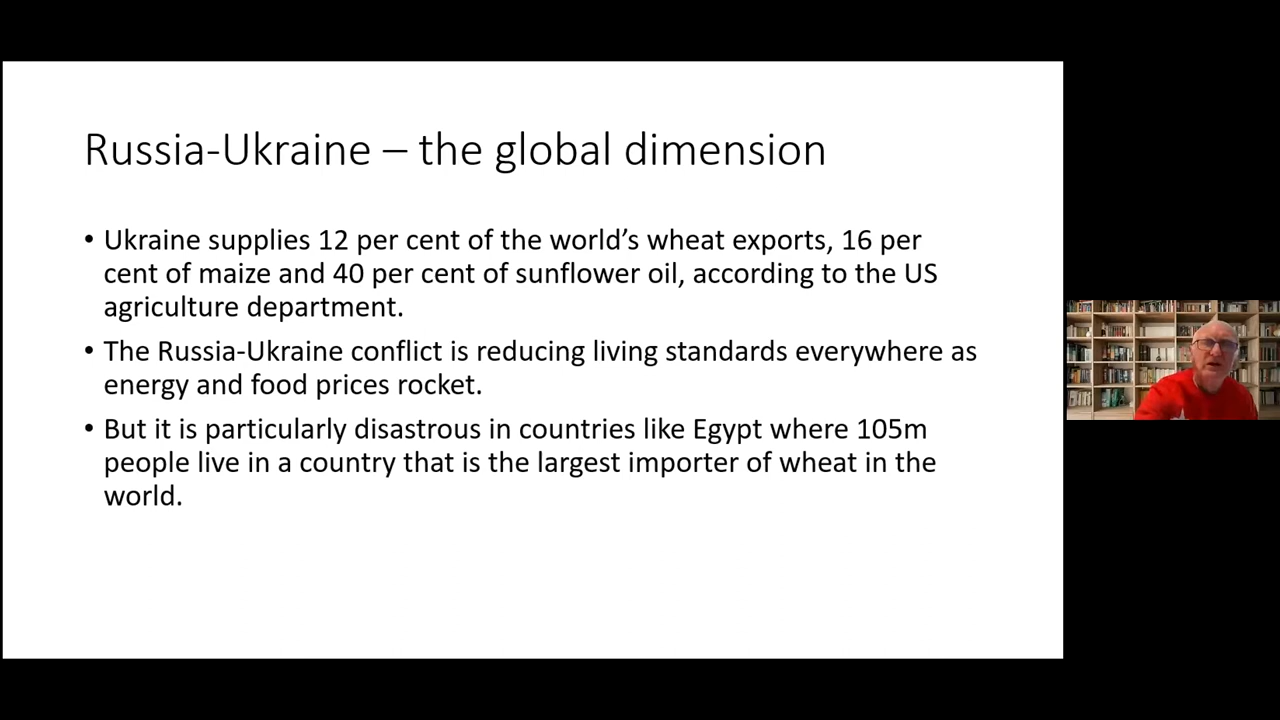 Russia-Ukraine – the global dimension
• Ukraine supplies 12 per cent of the world’s wheat exports, 16 per
cent of maize and 40 per cent of sunflower oil, according to the US
agriculture department.
• The Russia-Ukraine conflict is reducing living standards everywhere as
energy and food prices rocket.
• But it is particularly disastrous in countries like Egypt where 105m
people live in a country that is the largest importer of wheat in the
world.